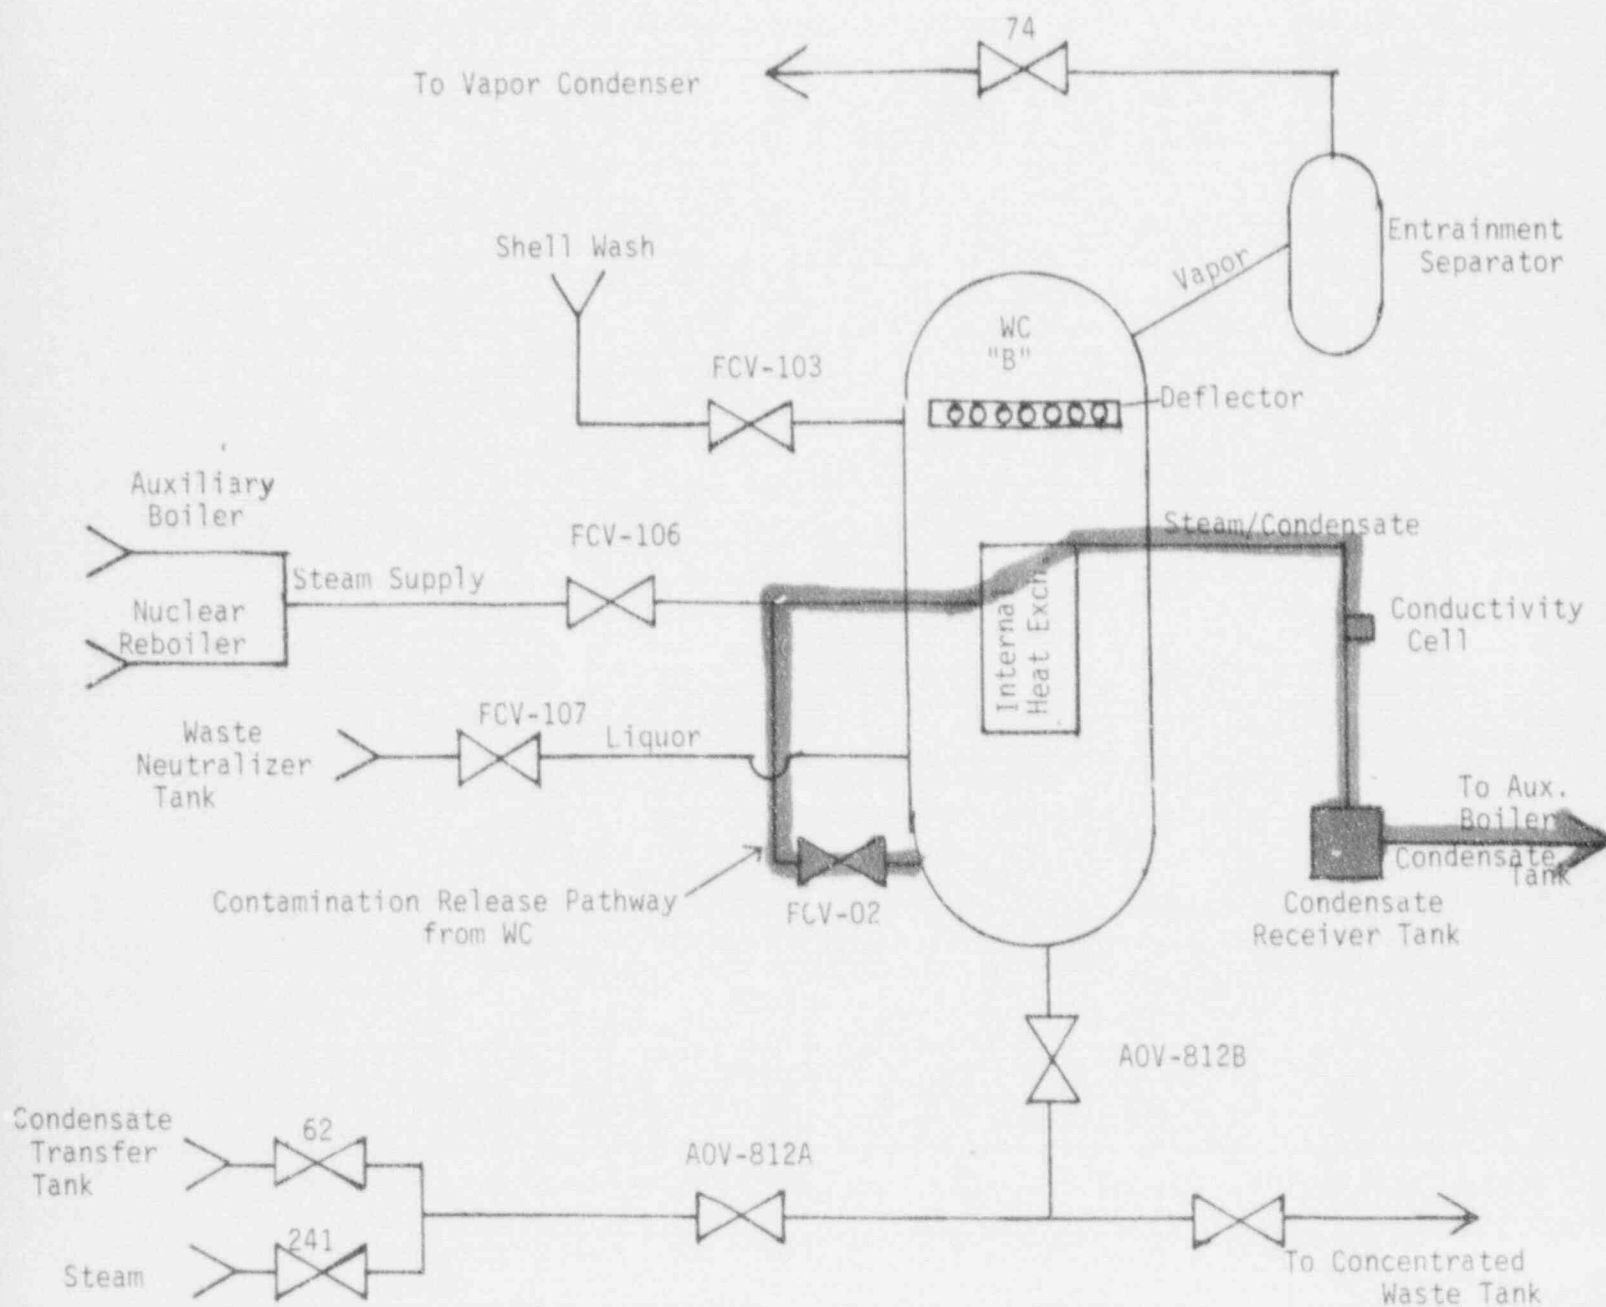 74
To Vapor Condenser
Shell Wash
Vapor
Entrainment
Separator
WC
"B"
FCV-103
Deflector
Auxiliary
Boiler
FCV-106
Steam/Condensate
Steam Supply
Nuclear
Reboiler
Internal
Heat Exch
Conductivity
Cell
FCV-107
Waste
Neutralizer
Tank
Liquor
To Aux.
Boiler
Condensate
Tank
Contamination Release Pathway
from WC
FCV-02
Condensate
Receiver Tank
AOV-812B
Condensate
Transfer
Tank
62
AOV-812A
241
Steam
To Concentrated
Waste Tank